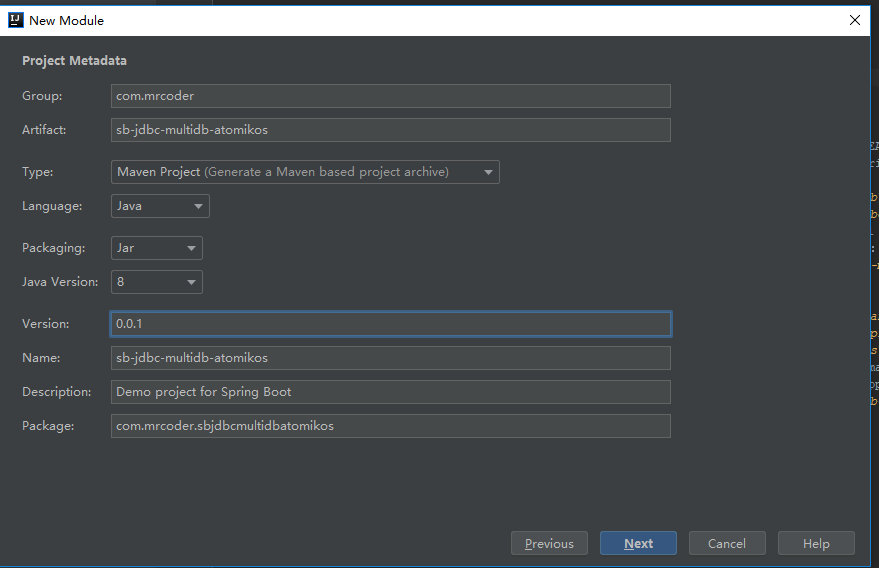 New Module
Project Metadata
Group: com.mrcoder
Artifact: sb-jdbc-multidb-atomikos
Type: Maven Project (Generate a Maven based project archive)
Language: Java
Packaging: Jar
Java Version: 8
Version: 0.0.1
Name: sb-jdbc-multidb-atomikos
Description: Demo project for Spring Boot
Package: com.mrcoder.sbjdbcmultidbatomikos
Previous Next Cancel Help